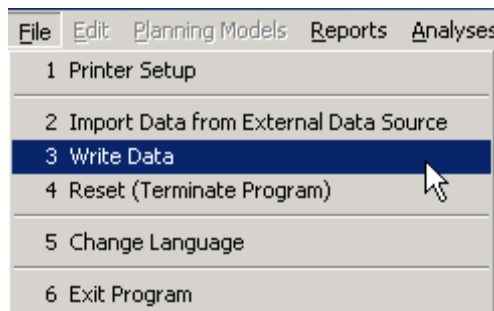 File Edit Planning Models Reports Analyses
1 Printer Setup
2 Import Data from External Data Source
3 Write Data
4 Reset (Terminate Program)
5 Change Language
6 Exit Program